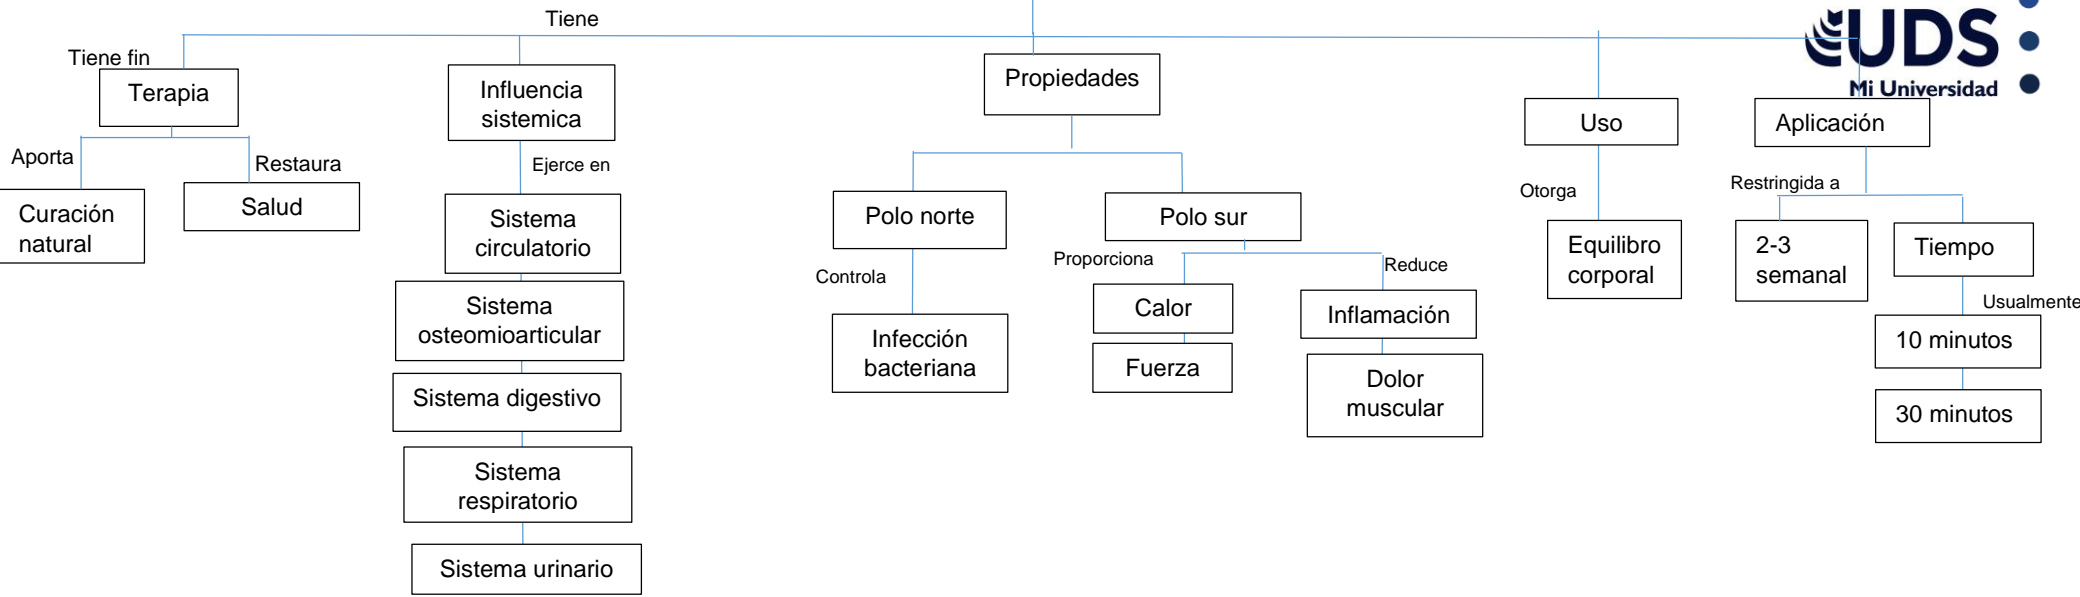 Tiene
UDS
Mi Universidad
Tiene fin
Terapia
Aporta
Restaura
Curación
natural
Salud
Influencia
sistemica
Ejerce en
Sistema
circulatorio
Sistema
osteomioarticular
Sistema digestivo
Sistema
respiratorio
Sistema urinario
Propiedades
Polo norte
Controla
Infección
bacteriana
Polo sur
Proporciona
Calor
Fuerza
Reduce
Inflamación
Dolor
muscular
Uso
Otorga
Equilibro
corporal
Aplicación
Restringida a
2-3
semanal
Tiempo
Usualmente
10 minutos
30 minutos